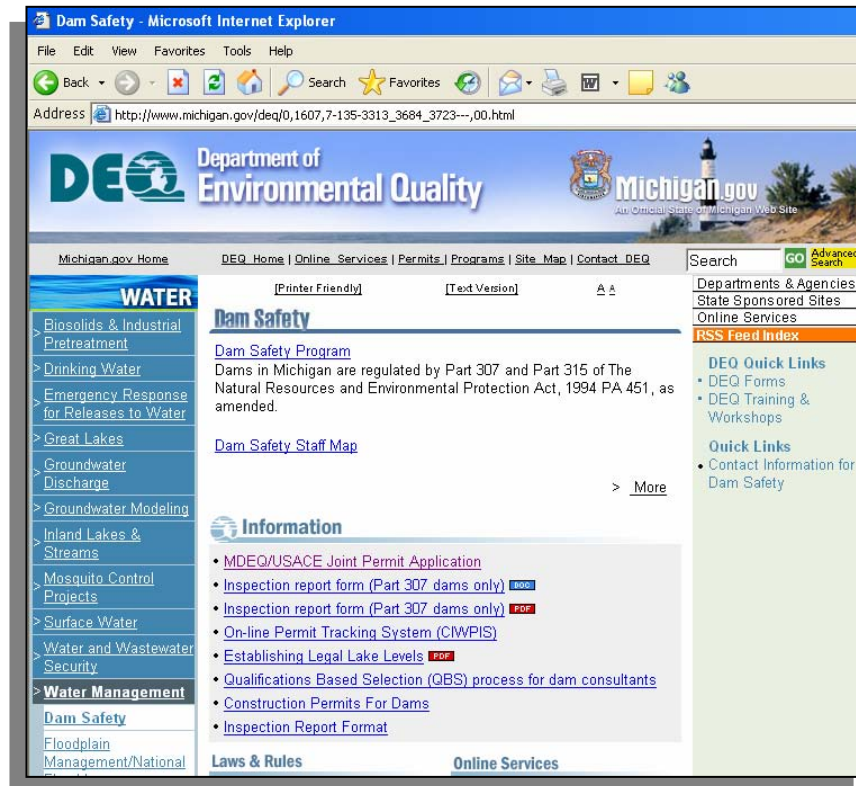 Dam Safety - Microsoft Internet Explorer
File Edit View Favorites Tools Help
Back Search Favorites
Address http://www.michigan.gov/deq/0,1607,7-135-3313_3684_3723---,00.html
DEQ Department of
Environmental Quality
Michigan.gov
An Official State of Michigan Web Site
Michigan.gov Home DEQ Home | Online Services | Permits | Programs | Site Map | Contact DEQ
Search GO Advanced
Search
WATER
> Biosolids & Industrial
Pretreatment
> Drinking Water
> Emergency Response
for Releases to Water
> Great Lakes
> Groundwater
Discharge
> Groundwater Modeling
> Inland Lakes &
Streams
> Mosquito Control
Projects
> Surface Water
> Water and Wastewater
Security
> Water Management
Dam Safety
Floodplain
Management/National
[Printer Friendly] [Text Version] A A
Dam Safety
Dam Safety Program
Dams in Michigan are regulated by Part 307 and Part 315 of The
Natural Resources and Environmental Protection Act, 1994 PA 451, as
amended.
Dam Safety Staff Map
> More
Information
• MDEQ/USACE Joint Permit Application
• Inspection report form (Part 307 dams only) DOC
• Inspection report form (Part 307 dams only) PDF
• On-line Permit Tracking System (CIWPIS)
• Establishing Legal Lake Levels PDF
• Qualifications Based Selection (QBS) process for dam consultants
• Construction Permits For Dams
• Inspection Report Format
Laws & Rules Online Services
Departments & Agencies
State Sponsored Sites
Online Services
RSS Feed Index
DEQ Quick Links
• DEQ Forms
• DEQ Training &
Workshops
Quick Links
• Contact Information for
Dam Safety